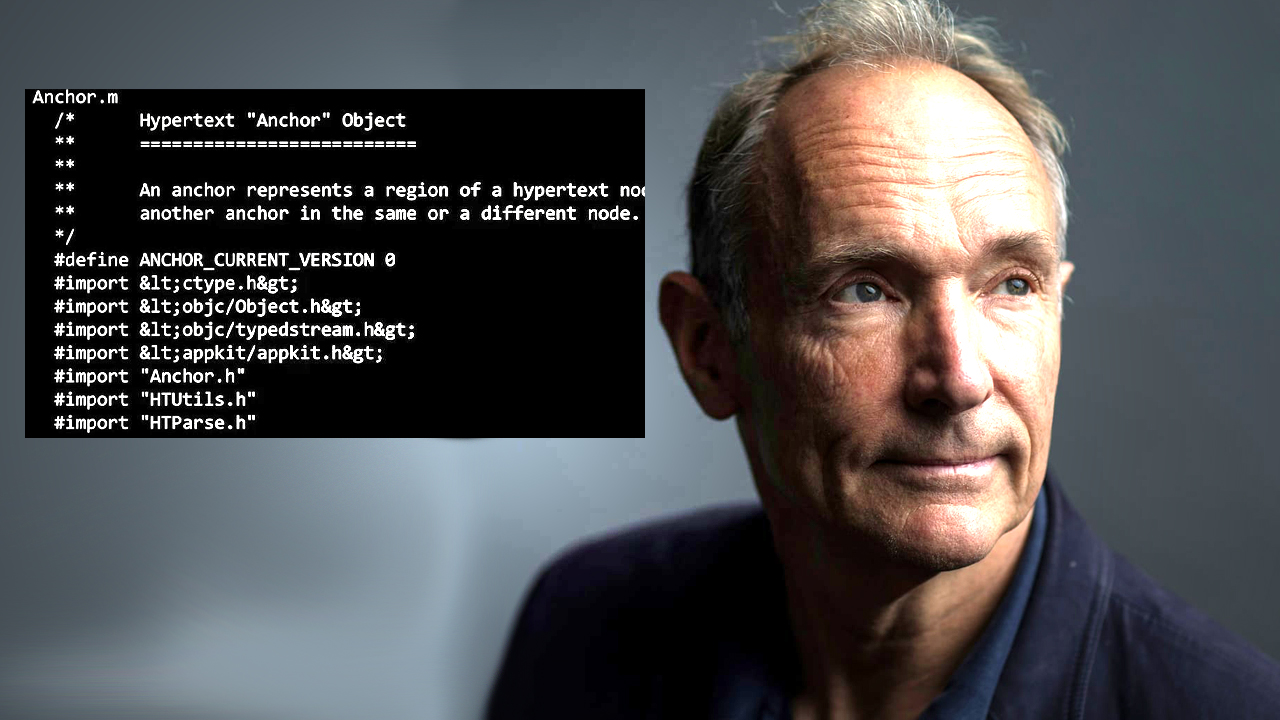 Anchor.m
/* Hypertext "Anchor" Object
** ==========================
**
** An anchor represents a region of a hypertext
** another anchor in the same or a different node.
*/
#define ANCHOR_CURRENT_VERSION 0
#import &lt;ctype.h&gt;
#import &lt;objc/Object.h&gt;
#import &lt;objc/typedstream.h&gt;
#import &lt;appkit/appkit.h&gt;
#import "Anchor.h"
#import "HTUtils.h"
#import "HTParse.h"